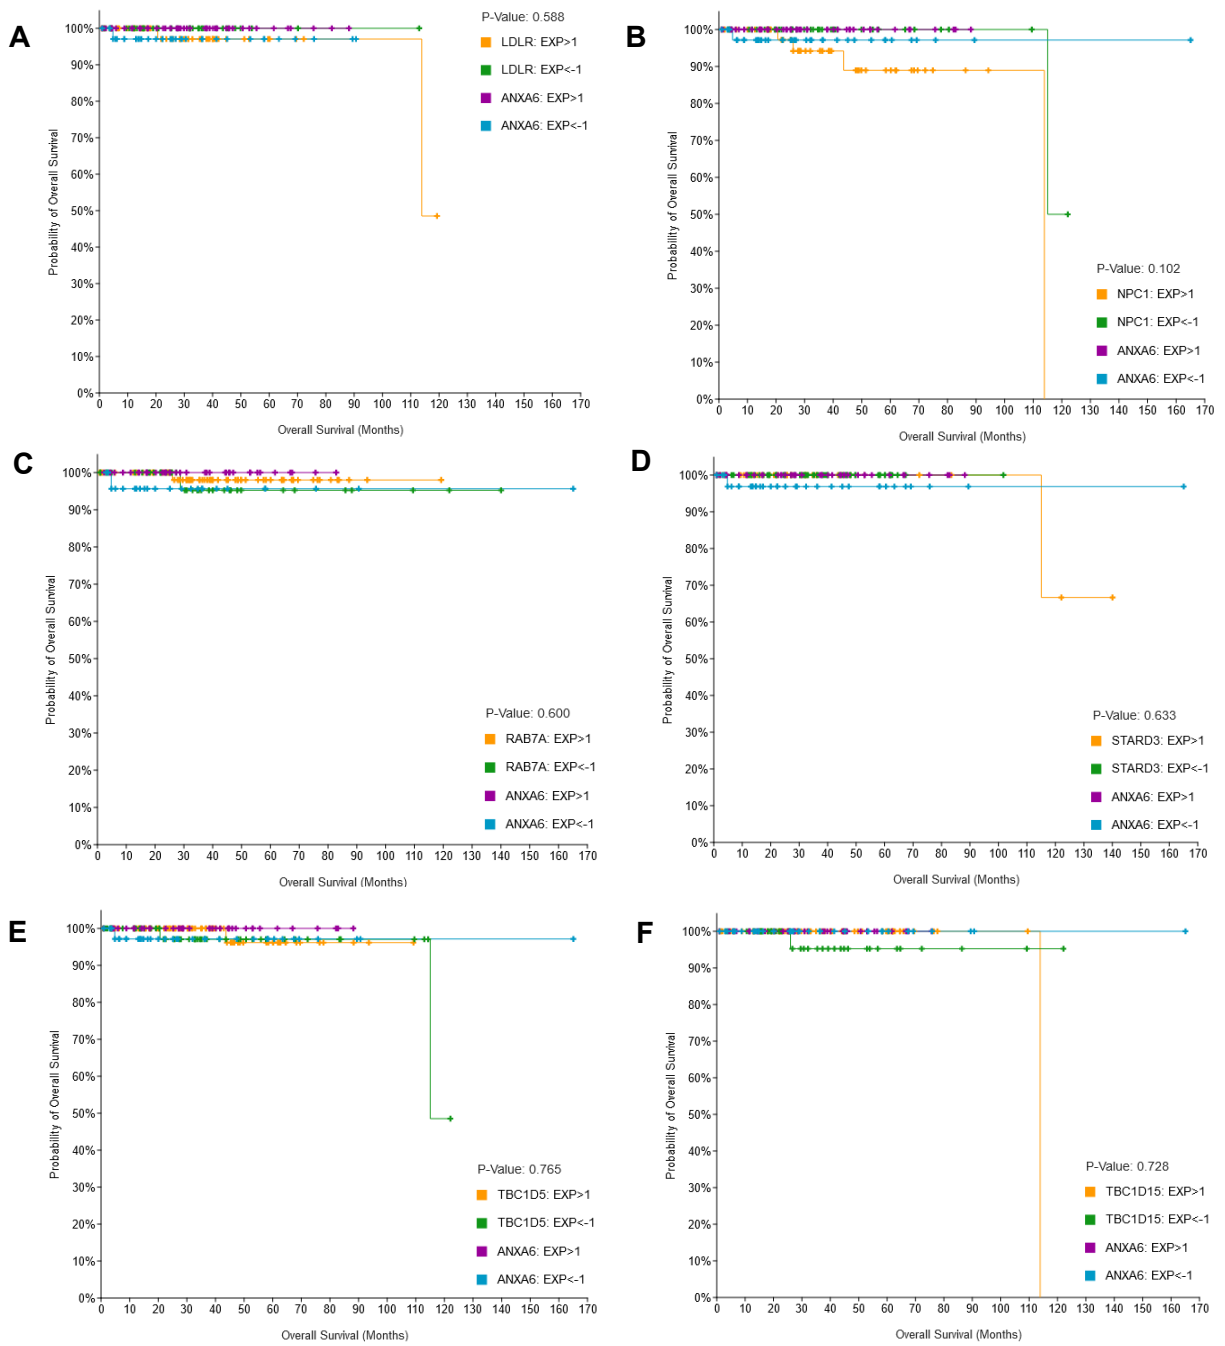 A
P-Value: 0.588
LDLR: EXP>1
LDLR: EXP<-1
ANXA6: EXP>1
ANXA6: EXP<-1
Probability of Overall Survival
100%
90%
80%
70%
60%
50%
40%
30%
20%
10%
0%
0 10 20 30 40 50 60 70 80 90 100 110 120 130 140 150 160 170
Overall Survival (Months)
B
Probability of Overall Survival
100%
90%
80%
70%
60%
50%
40%
30%
20%
10%
0%
P-Value: 0.102
NPC1: EXP>1
NPC1: EXP<-1
ANXA6: EXP>1
ANXA6: EXP<-1
0 10 20 30 40 50 60 70 80 90 100 110 120 130 140 150 160 170
Overall Survival (Months)
C
Probability of Overall Survival
100%
90%
80%
70%
60%
50%
40%
30%
20%
10%
0%
P-Value: 0.600
RAB7A: EXP>1
RAB7A: EXP<-1
ANXA6: EXP>1
ANXA6: EXP<-1
0 10 20 30 40 50 60 70 80 90 100 110 120 130 140 150 160 170
Overall Survival (Months)
D
Probability of Overall Survival
100%
90%
80%
70%
60%
50%
40%
30%
20%
10%
0%
P-Value: 0.633
STARD3: EXP>1
STARD3: EXP<-1
ANXA6: EXP>1
ANXA6: EXP<-1
0 10 20 30 40 50 60 70 80 90 100 110 120 130 140 150 160 170
Overall Survival (Months)
E
Probability of Overall Survival
100%
90%
80%
70%
60%
50%
40%
30%
20%
10%
0%
P-Value: 0.765
TBC1D5: EXP>1
TBC1D5: EXP<-1
ANXA6: EXP>1
ANXA6: EXP<-1
0 10 20 30 40 50 60 70 80 90 100 110 120 130 140 150 160 170
Overall Survival (Months)
F
Probability of Overall Survival
100%
90%
80%
70%
60%
50%
40%
30%
20%
10%
0%
P-Value: 0.728
TBC1D15: EXP>1
TBC1D15: EXP<-1
ANXA6: EXP>1
ANXA6: EXP<-1
0 10 20 30 40 50 60 70 80 90 100 110 120 130 140 150 160 170
Overall Survival (Months)